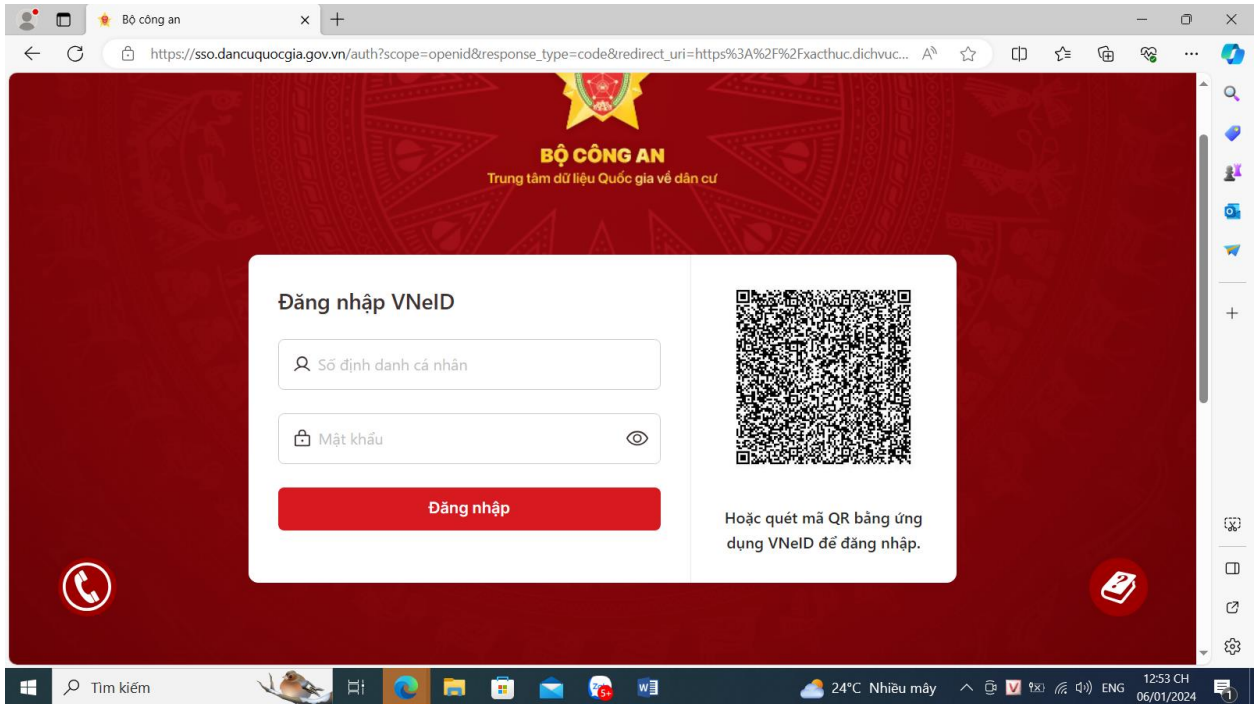 Bộ công an
https://sso.dancuquocgia.gov.vn/auth?scope=openid&response_type=code&redirect_uri=https%3A%2F%2Fxacthuc.dichvuc...
BỘ CÔNG AN
Trung tâm dữ liệu Quốc gia về dân cư
Đăng nhập VNeID
Số định danh cá nhân
Mật khẩu
Đăng nhập
Hoặc quét mã QR bằng ứng
dụng VNeID để đăng nhập.
Tìm kiếm
5+
24°C Nhiều mây
ENG
12:53 CH
06/01/2024
1